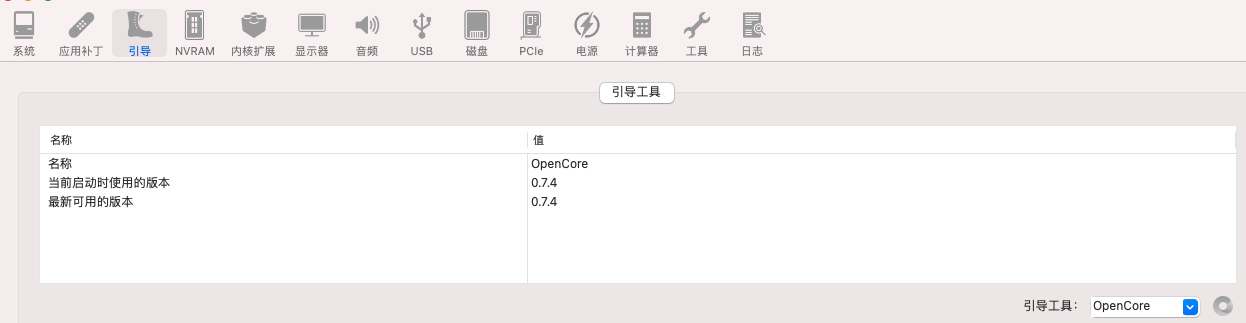 系统 应用补丁 引导 NVRAM 内核扩展 显示器 音频 USB 磁盘 PCIe 电源 计算器 工具 日志
引导工具
名称 值
名称 OpenCore
当前启动时使用的版本 0.7.4
最新可用的版本 0.7.4
引导工具： OpenCore